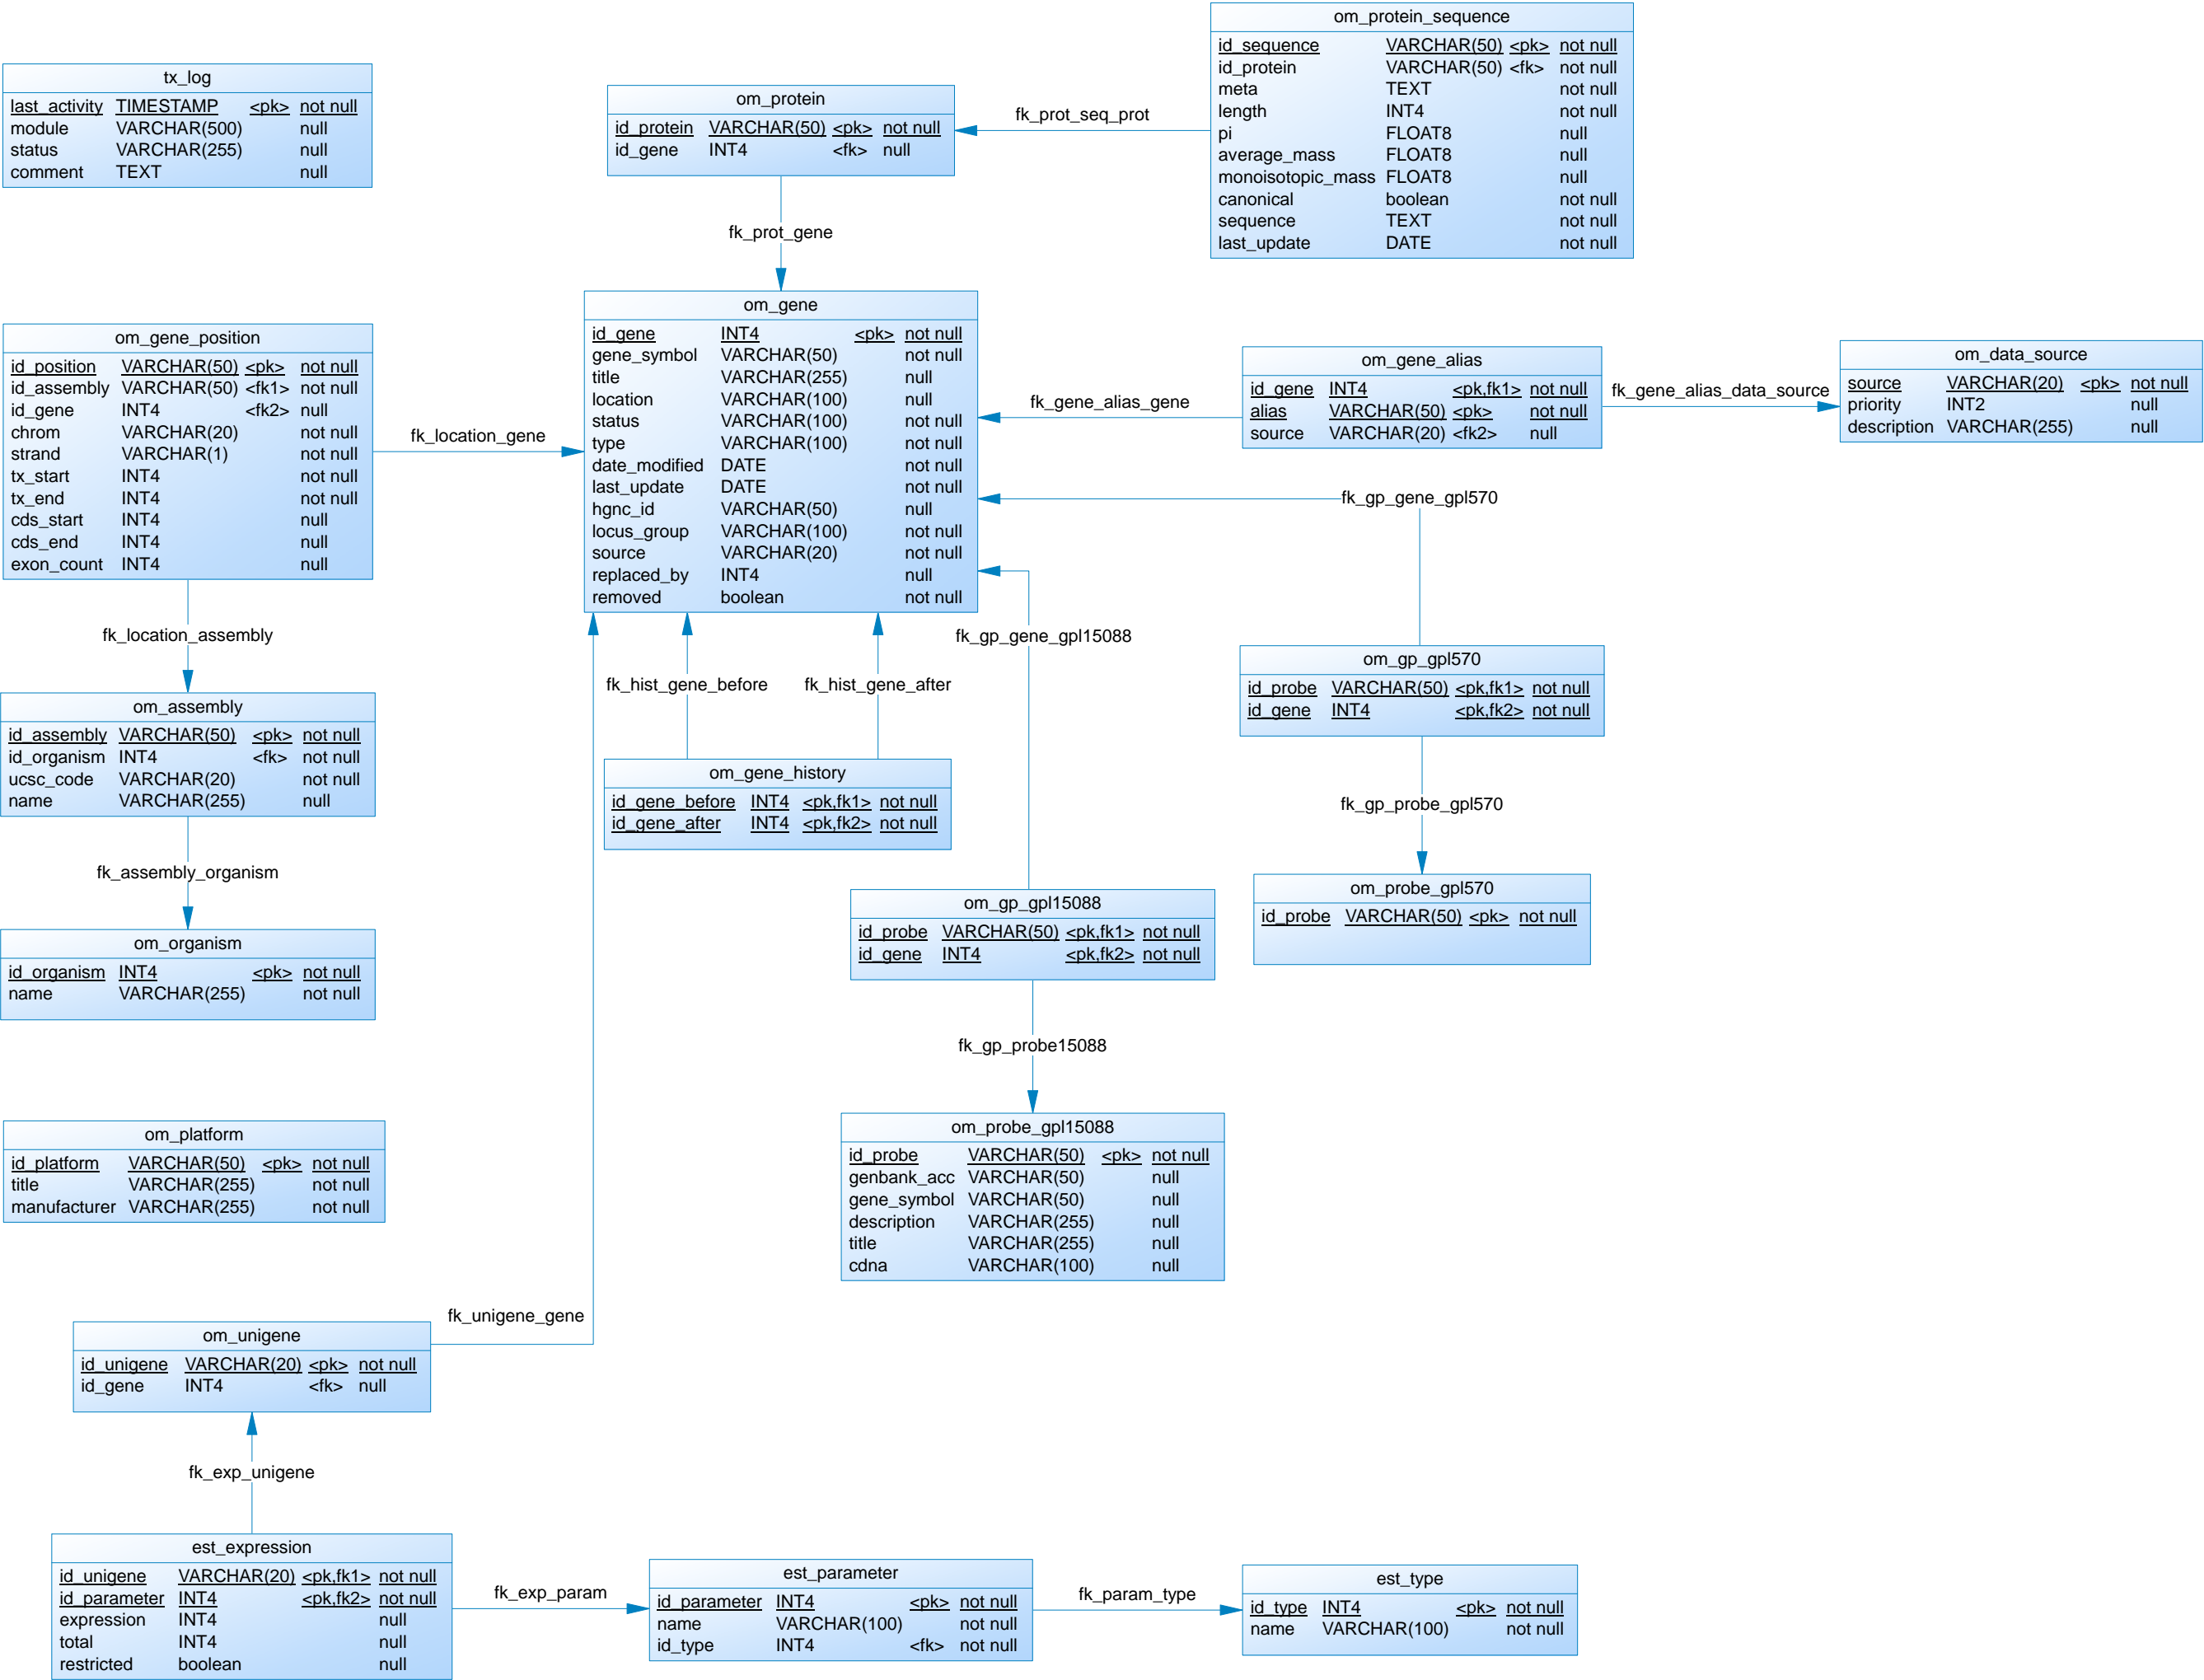 tx_log
last_activity TIMESTAMP <pk> not null
module VARCHAR(500) null
status VARCHAR(255) null
comment TEXT null
om_protein
id_protein VARCHAR(50) <pk> not null
id_gene INT4 <fk> null
fk_prot_seq_prot
om_protein_sequence
id_sequence VARCHAR(50) <pk> not null
id_protein VARCHAR(50) <fk> not null
meta TEXT not null
length INT4 not null
pi FLOAT8 null
average_mass FLOAT8 null
monoisotopic_mass FLOAT8 null
canonical boolean not null
sequence TEXT not null
last_update DATE not null
fk_prot_gene
om_gene_position
id_position VARCHAR(50) <pk> not null
id_assembly VARCHAR(50) <fk1> not null
id_gene INT4 <fk2> null
chrom VARCHAR(20) not null
strand VARCHAR(1) not null
tx_start INT4 not null
tx_end INT4 not null
cds_start INT4 null
cds_end INT4 null
exon_count INT4 null
fk_location_gene
om_gene
id_gene INT4 <pk> not null
gene_symbol VARCHAR(50) not null
title VARCHAR(255) null
location VARCHAR(100) null
status VARCHAR(100) not null
type VARCHAR(100) not null
date_modified DATE not null
last_update DATE not null
hgnc_id VARCHAR(50) null
locus_group VARCHAR(100) not null
source VARCHAR(20) not null
replaced_by INT4 null
removed boolean not null
fk_gene_alias_gene
om_gene_alias
id_gene INT4 <pk,fk1> not null
alias VARCHAR(50) <pk> not null
source VARCHAR(20) <fk2> null
fk_gene_alias_data_source
om_data_source
source VARCHAR(20) <pk> not null
priority INT2 null
description VARCHAR(255) null
fk_gp_gene_gpl570
fk_location_assembly
fk_hist_gene_before
fk_hist_gene_after
fk_gp_gene_gpl15088
om_gp_gpl570
id_probe VARCHAR(50) <pk,fk1> not null
id_gene INT4 <pk,fk2> not null
om_assembly
id_assembly VARCHAR(50) <pk> not null
id_organism INT4 <fk> not null
ucsc_code VARCHAR(20) not null
name VARCHAR(255) null
om_gene_history
id_gene_before INT4 <pk,fk1> not null
id_gene_after INT4 <pk,fk2> not null
fk_gp_probe_gpl570
fk_assembly_organism
om_probe_gpl570
id_probe VARCHAR(50) <pk> not null
om_gp_gpl15088
id_probe VARCHAR(50) <pk,fk1> not null
id_gene INT4 <pk,fk2> not null
om_organism
id_organism INT4 <pk> not null
name VARCHAR(255) not null
fk_gp_probe15088
om_platform
id_platform VARCHAR(50) <pk> not null
title VARCHAR(255) not null
manufacturer VARCHAR(255) not null
om_probe_gpl15088
id_probe VARCHAR(50) <pk> not null
genbank_acc VARCHAR(50) null
gene_symbol VARCHAR(50) null
description VARCHAR(255) null
title VARCHAR(255) null
cdna VARCHAR(100) null
fk_unigene_gene
om_unigene
id_unigene VARCHAR(20) <pk> not null
id_gene INT4 <fk> null
fk_exp_unigene
est_expression
id_unigene VARCHAR(20) <pk,fk1> not null
id_parameter INT4 <pk,fk2> not null
expression INT4 null
total INT4 null
restricted boolean null
fk_exp_param
est_parameter
id_parameter INT4 <pk> not null
name VARCHAR(100) not null
id_type INT4 <fk> not null
fk_param_type
est_type
id_type INT4 <pk> not null
name VARCHAR(100) not null